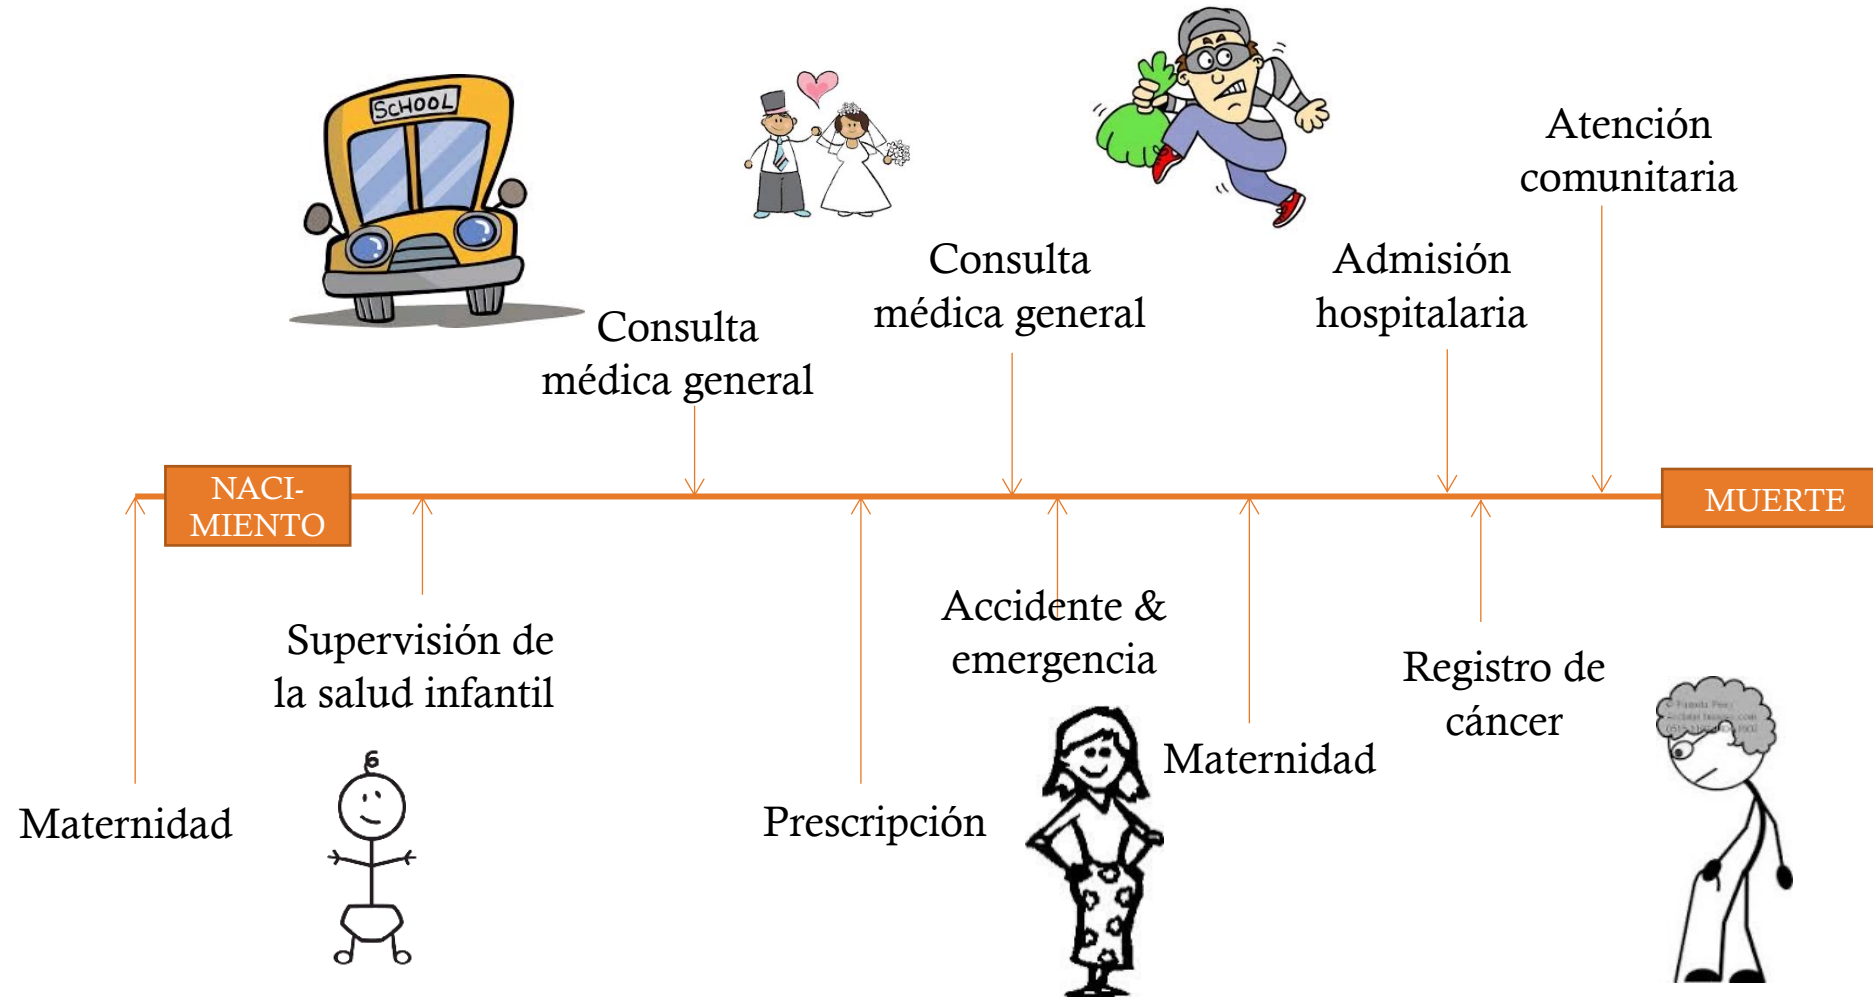 SCHOOL
Atención
comunitaria
Consulta
médica general
Admisión
hospitalaria
Consulta
médica general
NACI-
MIENTO
MUERTE
Supervisión de
la salud infantil
Accidente &
emergencia
Registro de
cáncer
Maternidad
Prescripción
Maternidad